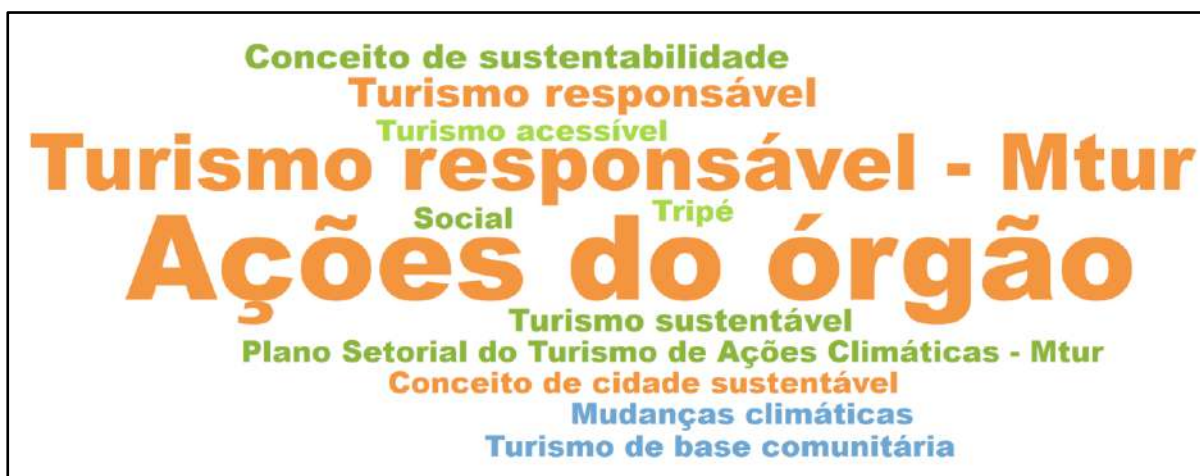 Conceito de sustentabilidade
Turismo responsável
Turismo acessível
Turismo responsável - Mtur
Social
Tripé
Ações do órgão
Turismo sustentável
Plano Setorial do Turismo de Ações Climáticas - Mtur
Conceito de cidade sustentável
Mudanças climáticas
Turismo de base comunitária